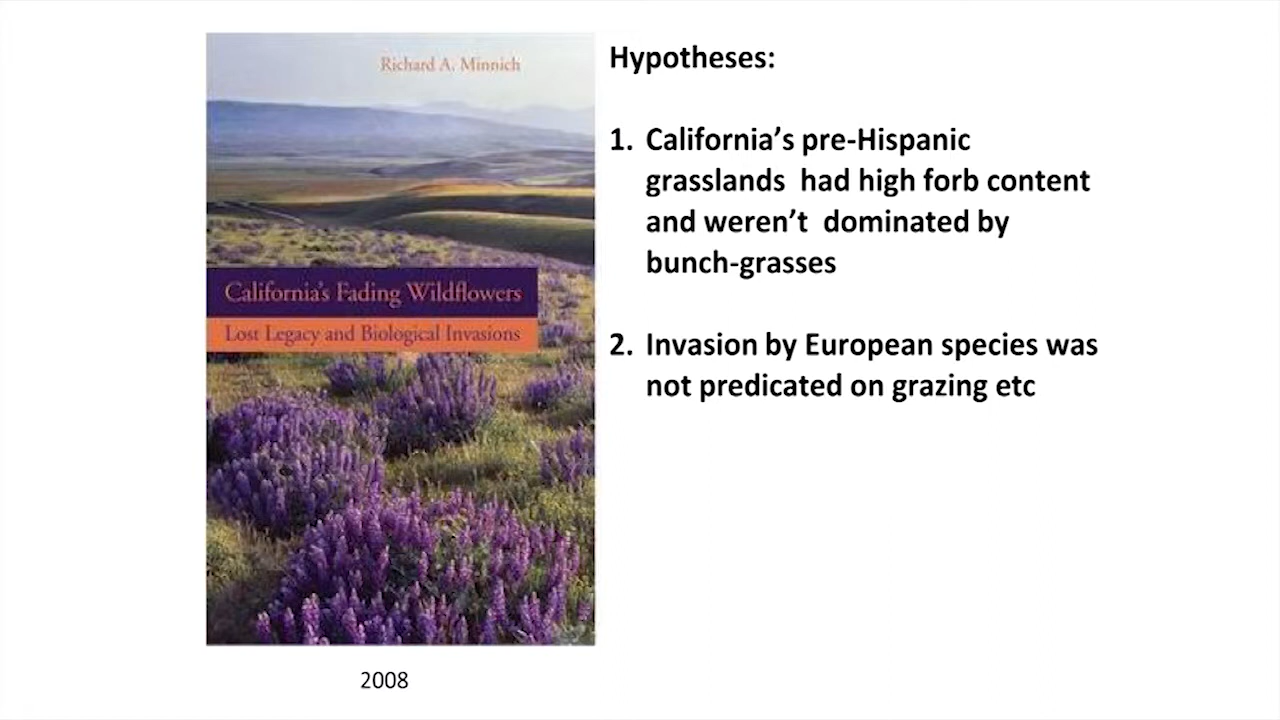 Richard A. Minnich
California's Fading Wildflowers
Lost Legacy and Biological Invasions
2008
Hypotheses:
1. California's pre-Hispanic
grasslands had high forb content
and weren't dominated by
bunch-grasses
2. Invasion by European species was
not predicated on grazing etc